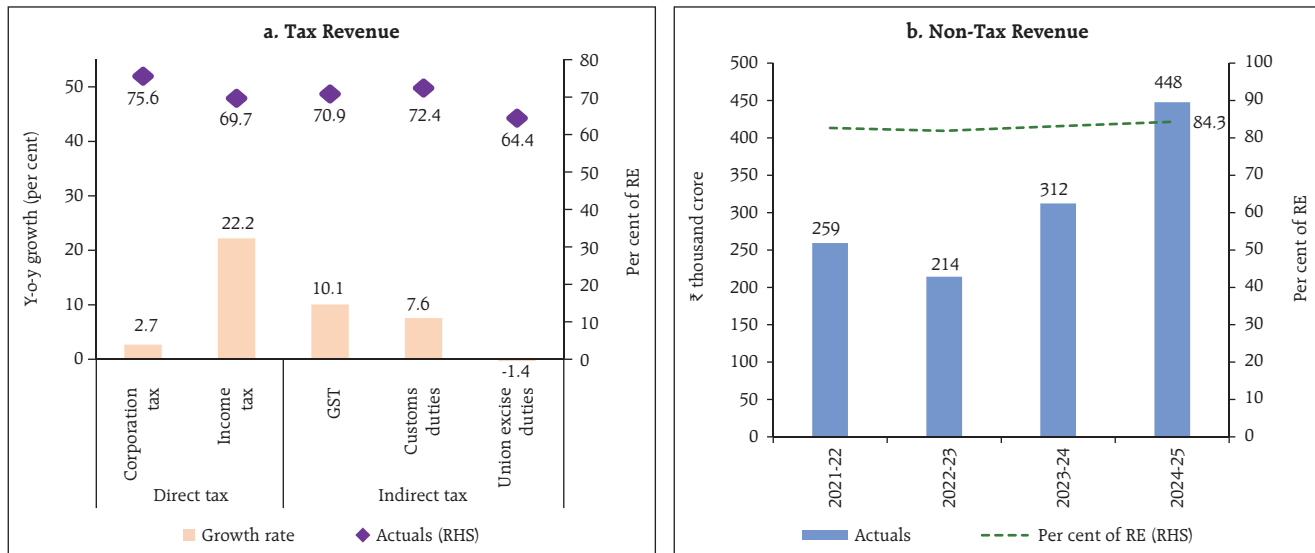 a. Tax Revenue
Y-o-y growth (per cent)
50
40
30
20
10
0
75.6
69.7
70.9
72.4
64.4
2.7
22.2
10.1
7.6
-1.4
80
70
60
50
40
30
20
10
0
Per cent of RE
Corporation
tax
Income
tax
GST
Customs
duties
Union excise
duties
Direct tax
Indirect tax
Growth rate
Actuals (RHS)
b. Non-Tax Revenue
₹ thousand crore
500
450
400
350
300
250
200
150
100
50
0
259
214
312
448
84.3
100
90
80
70
60
50
40
30
20
10
0
Per cent of RE
2021-22
2022-23
2023-24
2024-25
Actuals
Per cent of RE (RHS)